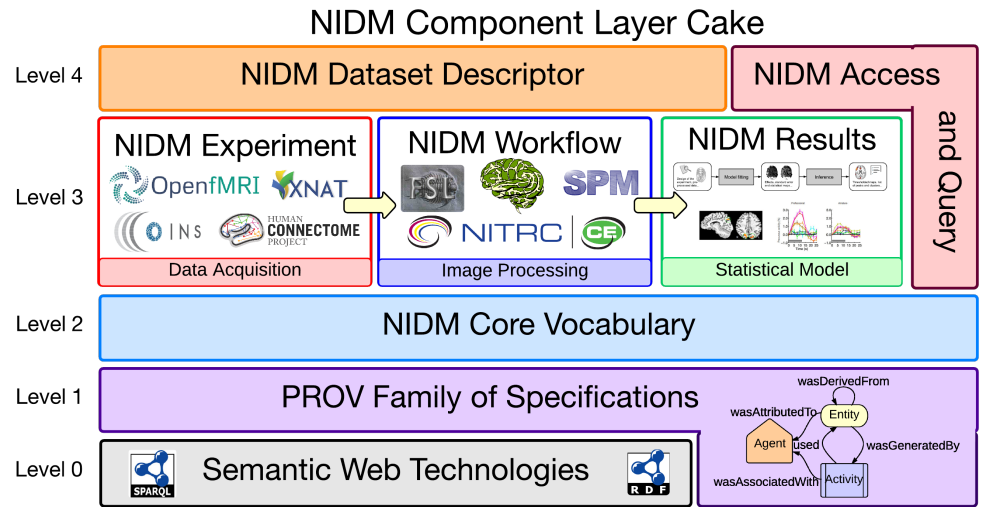 NIDM Component Layer Cake
Level 4
NIDM Dataset Descriptor
NIDM Access
and Query
Level 3
NIDM Experiment
OpenfMRI
XNAT
COINS
HUMAN
CONNECTOME
PROJECT
Data Acquisition
NIDM Workflow
FSL
SPM
NITRC
CE
Image Processing
NIDM Results
Model fitting
Inference
Statistical Model
Level 2
NIDM Core Vocabulary
Level 1
PROV Family of Specifications
wasDerivedFrom
wasAttributedTo
Entity
Agent
used
wasGeneratedBy
wasAssociatedWith
Activity
Level 0
SPARQL
Semantic Web Technologies
RDF